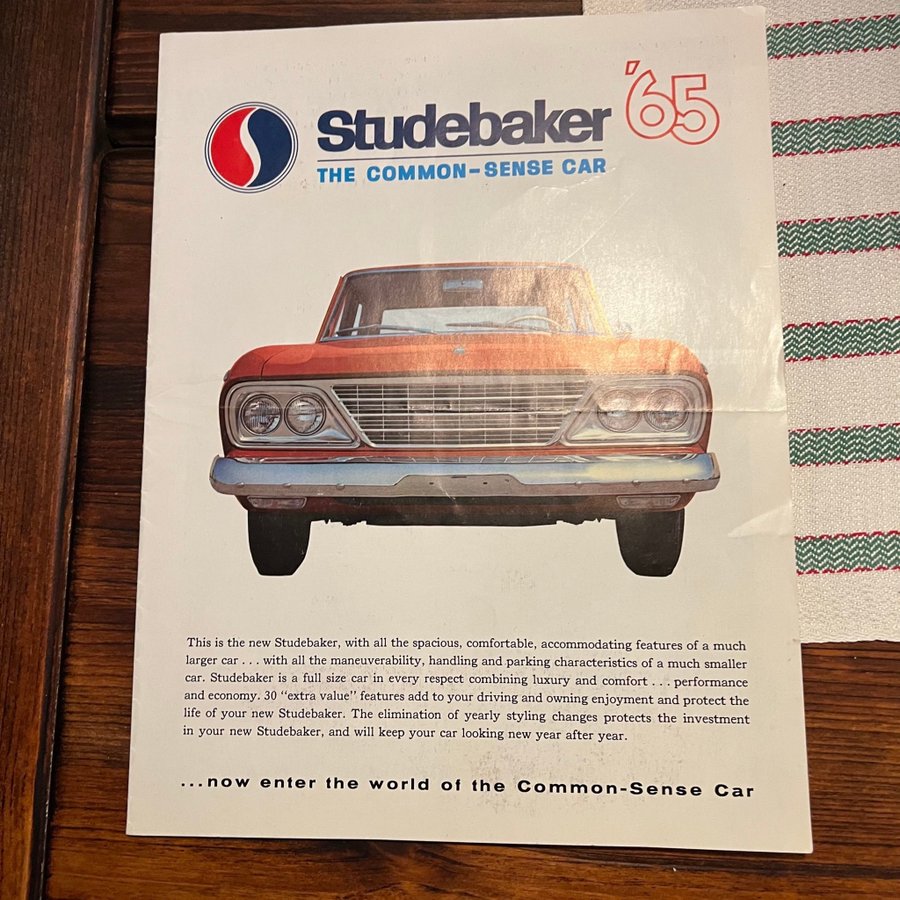 Studebaker '65
THE COMMON-SENSE CAR
This is the new Studebaker, with all the spacious, comfortable, accommodating features of a much
larger car . . . with all the maneuverability, handling and parking characteristics of a much smaller
car. Studebaker is a full size car in every respect combining luxury and comfort . . . performance
and economy. 30 “extra value” features add to your driving and owning enjoyment and protect the
life of your new Studebaker. The elimination of yearly styling changes protects the investment
in your new Studebaker, and will keep your car looking new year after year.
...now enter the world of the Common-Sense Car